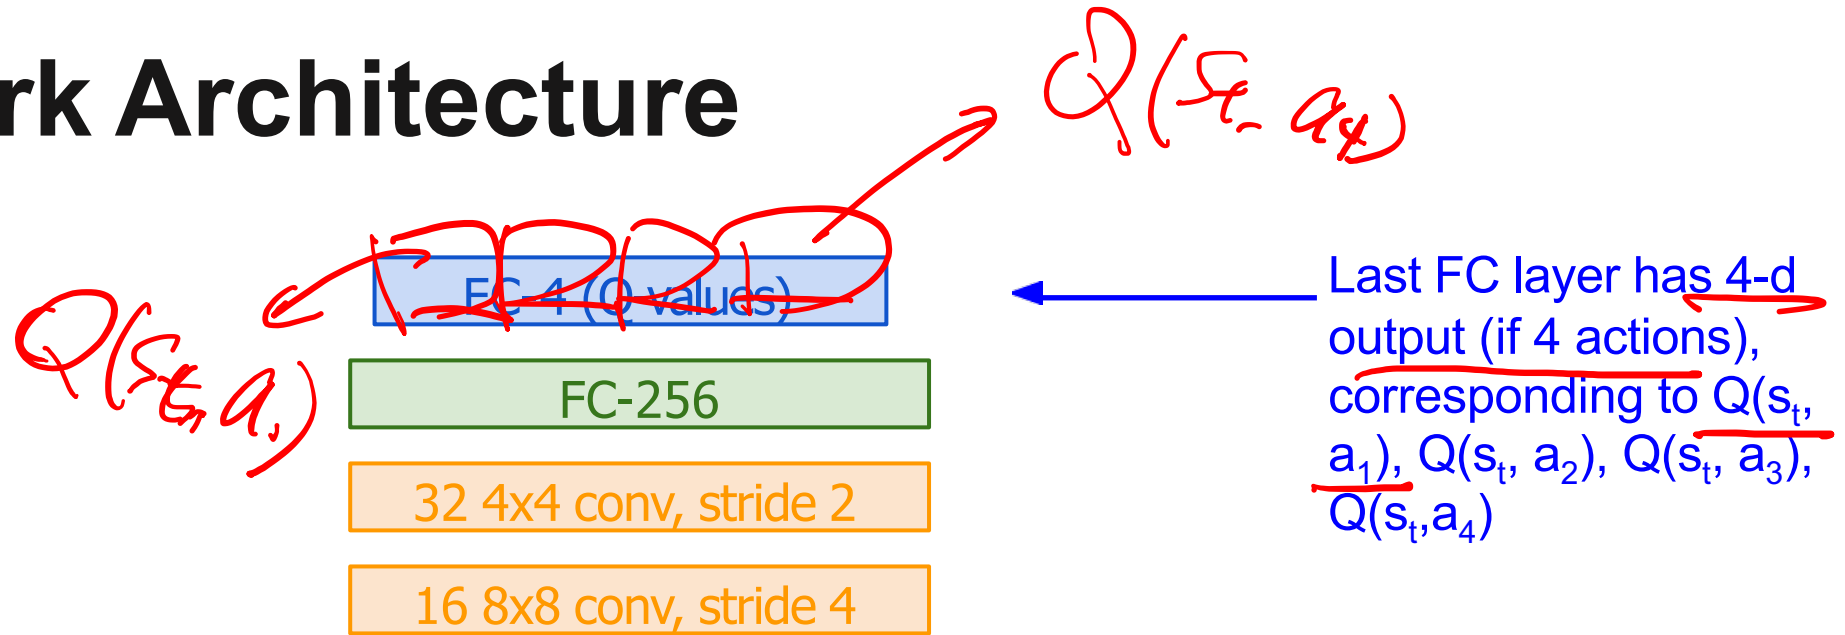 rk Architecture
Q(st, a4)
FC-4 (Q-values)
Q(st, a1)
FC-256
32 4x4 conv, stride 2
16 8x8 conv, stride 4
Last FC layer has 4-d
output (if 4 actions),
corresponding to Q(st,
a1), Q(st, a2), Q(st, a3),
Q(st,a4)